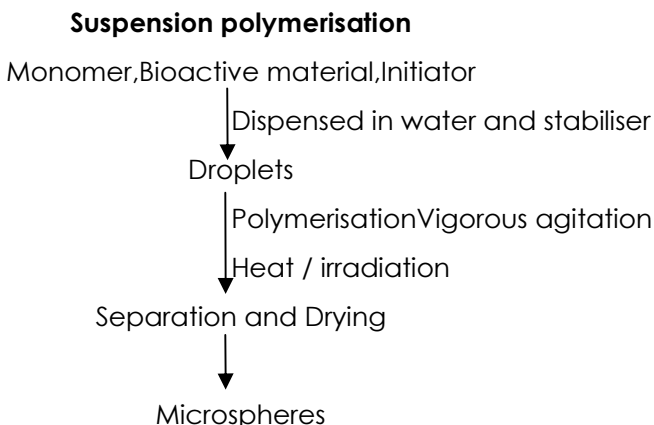 Suspension polymerisation
Monomer,Bioactive material,Initiator
Dispensed in water and stabiliser
Droplets
PolymerisationVigorous agitation
Heat / irradiation
Separation and Drying
Microspheres